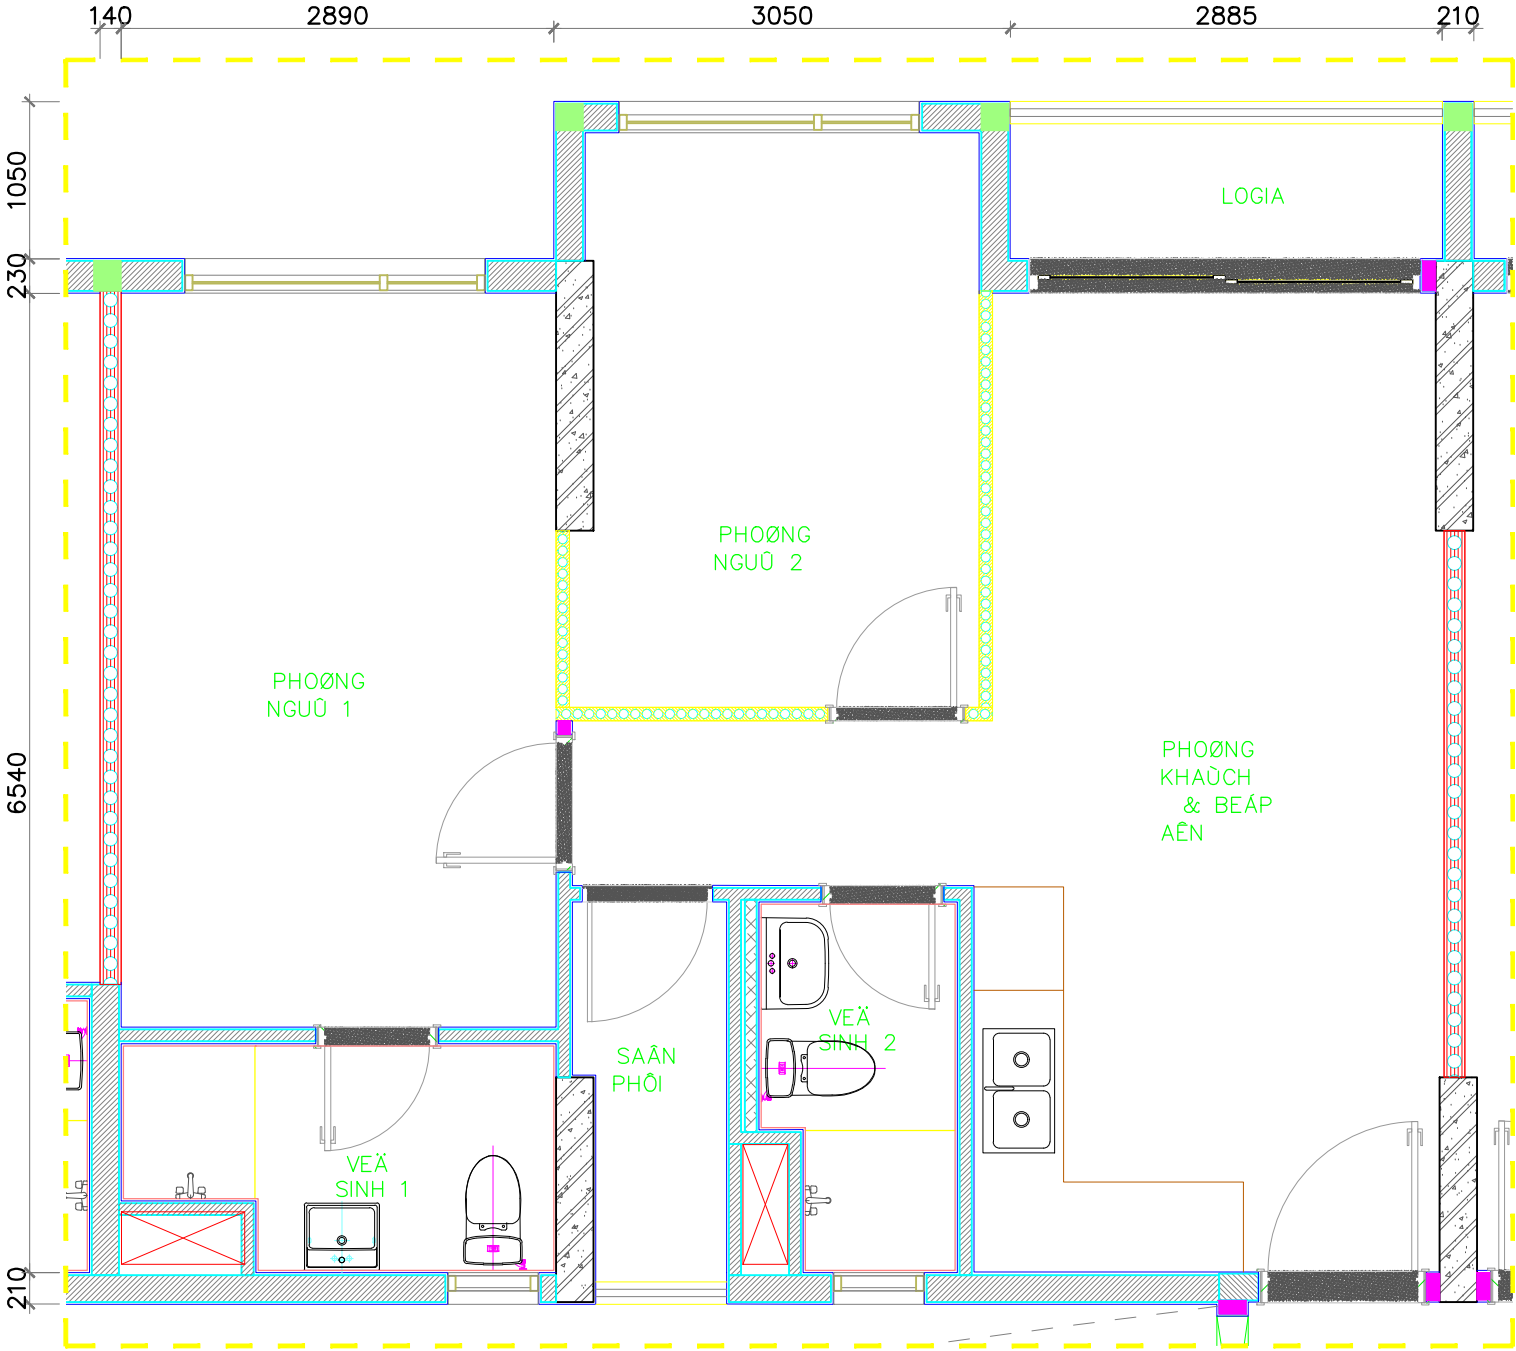 140
2890
3050
2885
210
1050
230
6540
210
LOGIA
PHOØNG
NGUÛ 2
PHOØNG
NGUÛ 1
PHOØNG
KHAÙCH
& BEÁP
AÊN
VEÄ
SINH 2
SAÂN
PHÔI
VEÄ
SINH 1